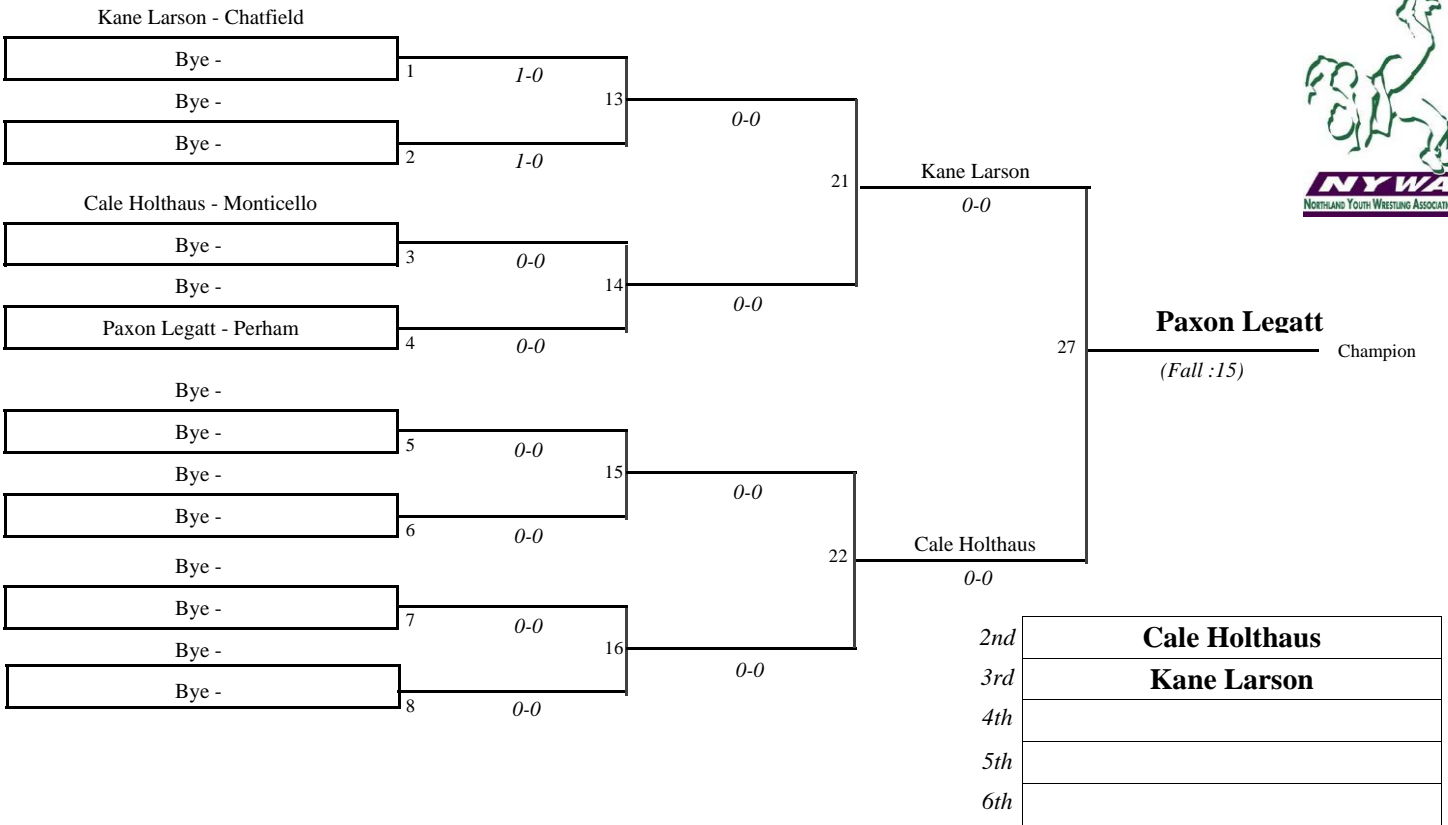 Kane Larson - Chatfield
Bye -
1
1-0
Bye -
13
0-0
Bye -
2
1-0
21
Kane Larson
0-0
Cale Holthaus - Monticello
Bye -
3
0-0
Bye -
14
0-0
Paxon Legatt - Perham
4
0-0
NYWA
NORTHLAND YOUTH WRESTLING
27
Paxon Legatt
Champion
(Fall :15)
Bye -
Bye -
5
0-0
Bye -
15
0-0
Bye -
6
0-0
22
Cale Holthaus
0-0
Bye -
Bye -
7
0-0
Bye -
16
0-0
Bye -
8
0-0
2nd Cale Holthaus
3rd Kane Larson
4th
5th
6th